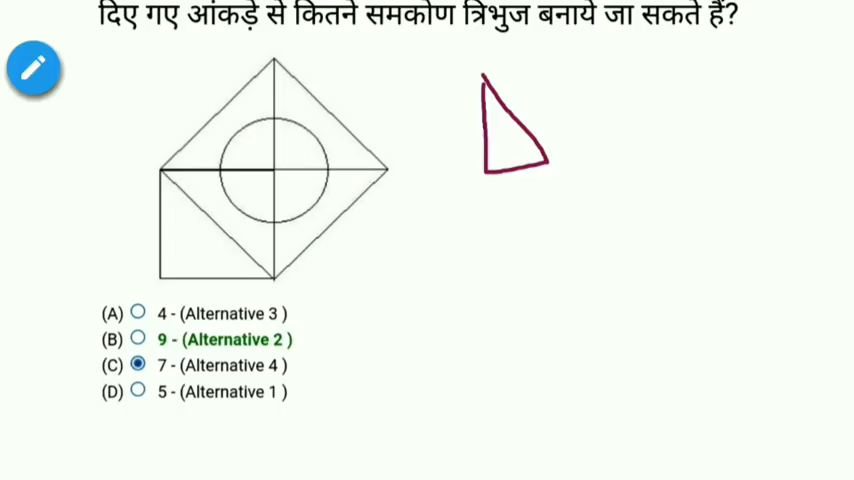 दिए गए आंकड़े से कितने समकोण त्रिभुज बनाये जा सकते हैं?
(A) 4 - (Alternative 3 )
(B) 9 - (Alternative 2 )
(C) 7 - (Alternative 4 )
(D) 5 - (Alternative 1 )